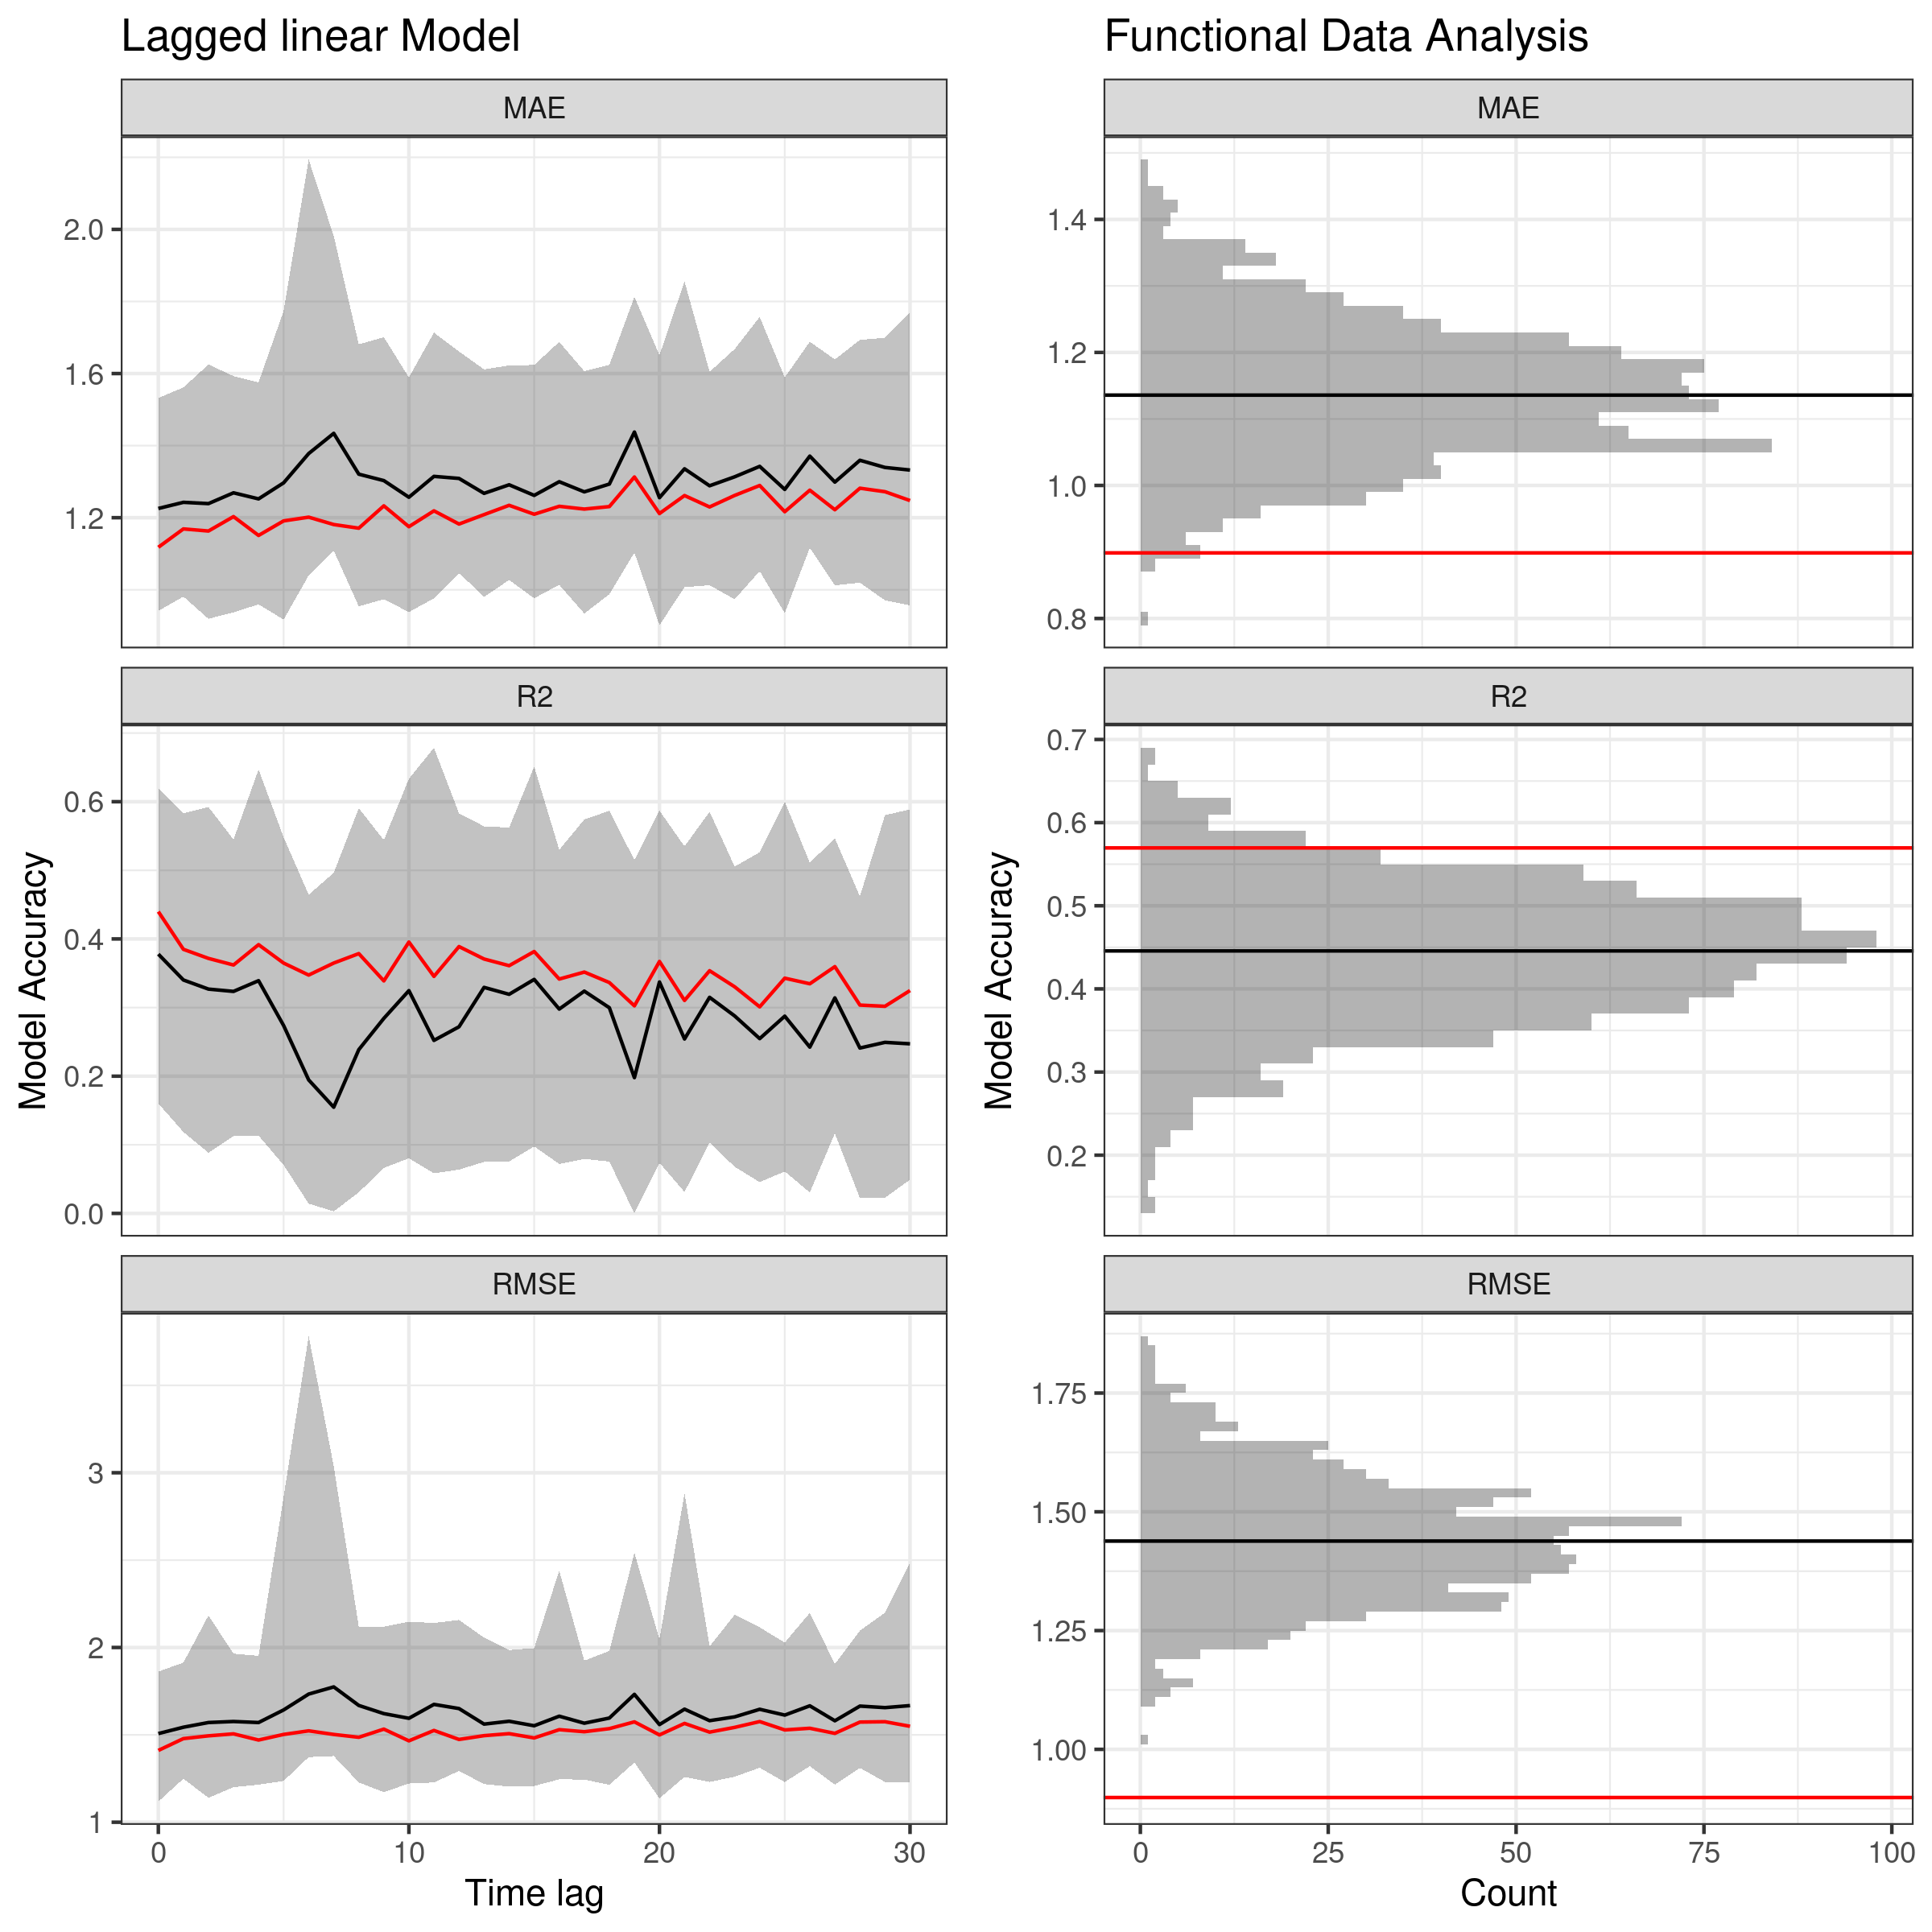 Lagged linear Model
MAE
2.0
1.6
1.2
R2
0.6
0.4
0.2
0.0
RMSE
3
2
1
0 10 20 30
Time lag
Model Accuracy
Functional Data Analysis
MAE
1.4
1.2
1.0
0.8
R2
0.7
0.6
0.5
0.4
0.3
0.2
RMSE
1.75
1.50
1.25
1.00
0 25 50 75 100
Count
Model Accuracy